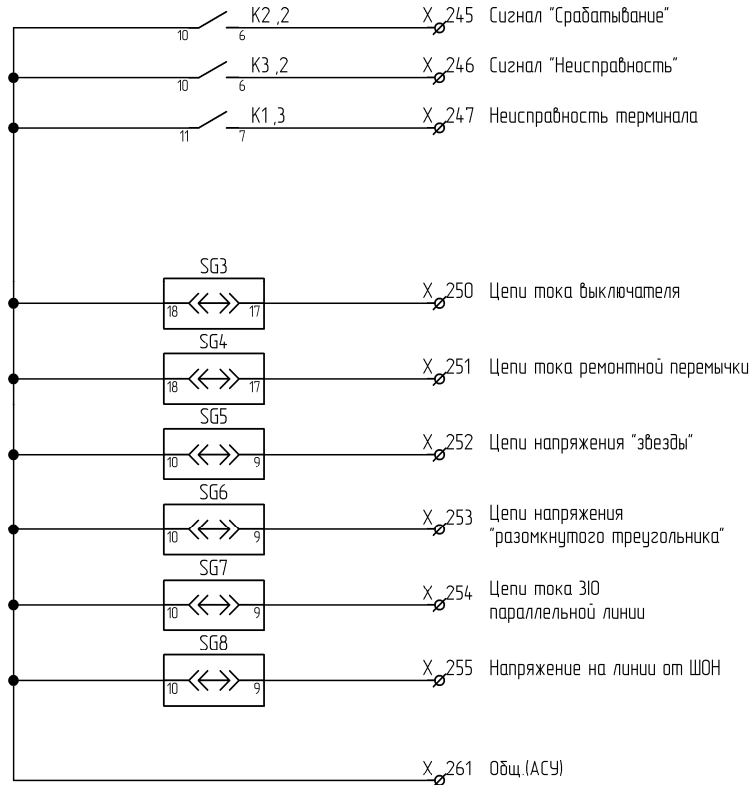 К2 ,2 X 245 Сигнал "Срабатывание"
10 6
К3 ,2 X 246 Сигнал "Неисправность"
10 6
К1 ,3 X 247 Неисправность терминала
11 7
SG3
X 250 Цепи тока выключателя
18 17
SG4
X 251 Цепи тока ремонтной перемычки
18 17
SG5
X 252 Цепи напряжения "звезды"
10 9
SG6
X 253 Цепи напряжения
"разомкнутого треугольника"
10 9
SG7
X 254 Цепи тока 3I0
параллельной линии
10 9
SG8
X 255 Напряжение на линии от ШОН
10 9
X 261 Общ.(АСУ)